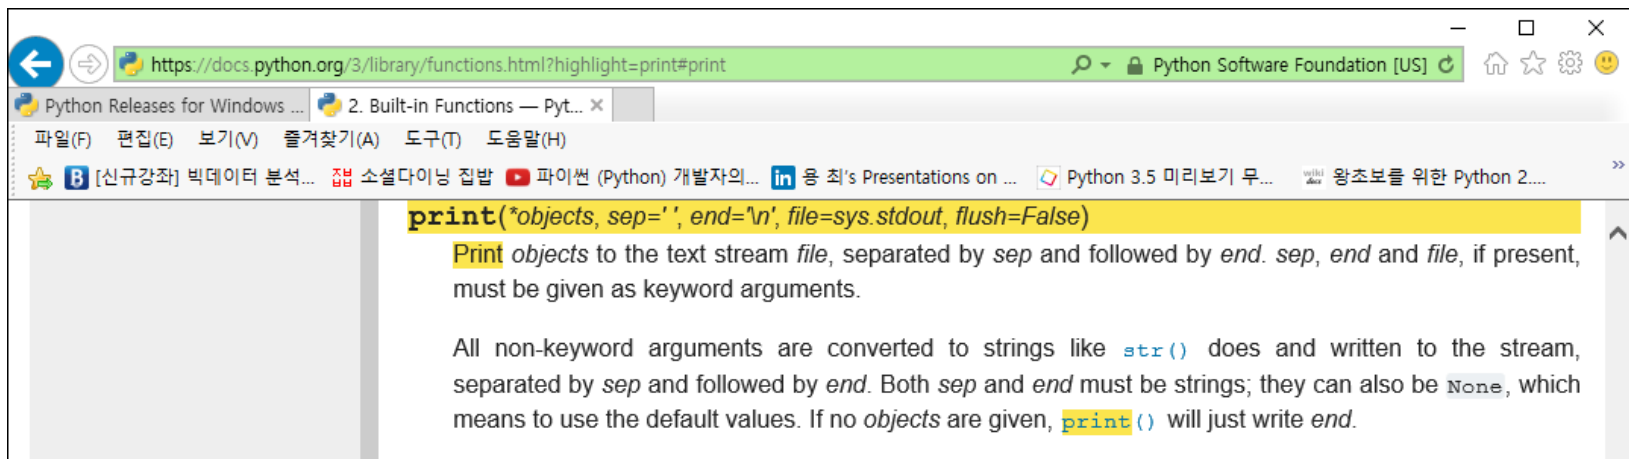 https://docs.python.org/3/library/functions.html?highlight=print#print Python Software Foundation [US]
Python Releases for Windows ... 2. Built-in Functions — Pyt...
파일(F) 편집(E) 보기(V) 즐겨찾기(A) 도구(T) 도움말(H)
[신규강좌] 빅데이터 분석... 집밥 소셜다이닝 집밥 파이썬 (Python) 개발자의... in 용 최's Presentations on ... Python 3.5 미리보기 무... wiki docs 왕초보를 위한 Python 2....
print(*objects, sep=' ', end='\n', file=sys.stdout, flush=False)
Print objects to the text stream file, separated by sep and followed by end. sep, end and file, if present,
must be given as keyword arguments.
All non-keyword arguments are converted to strings like str() does and written to the stream,
separated by sep and followed by end. Both sep and end must be strings; they can also be None, which
means to use the default values. If no objects are given, print() will just write end.